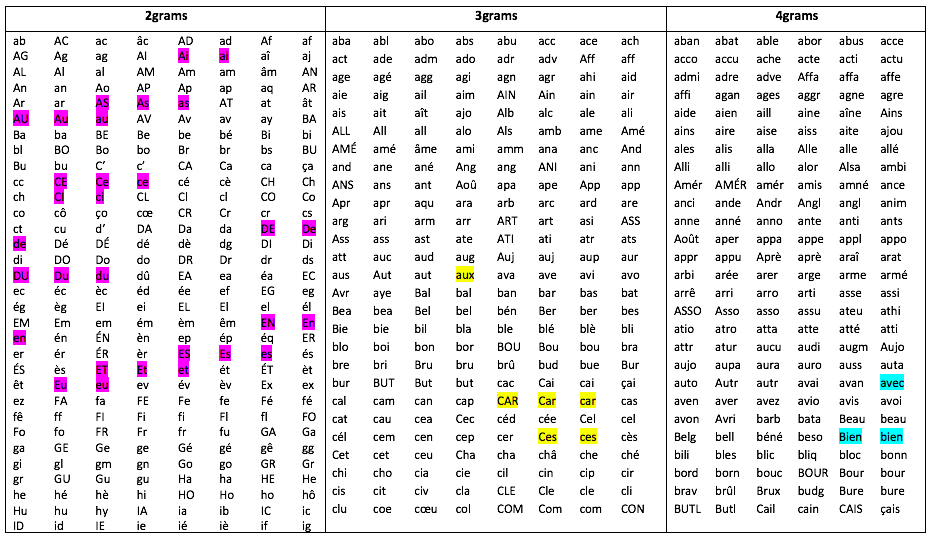 2grams 3grams 4grams
ab AC ac âc AD ad Af af
AG Ag ag AI Ai ai aî aj
AL Al al AM Am am âm AN
An an Ao AP Ap ap aq AR
Ar ar AS As as AT at ât
AU Au au AV Av av ay BA
Ba ba BE Be be bé Bi bi
bl BO Bo bo Br br bs BU
Bu bu C’ c’ CA Ca ca ça
cc CE Ce ce cé cè CH Ch
ch CI ci CL Cl cl CO Co
co cô ço cœ CR Cr cr cs
ct cu d’ DA Da da DE De
de Dé DÉ dé dè dg DI Di
di DO Do do DR Dr dr ds
DU Du du dû EA ea éa EC
ec éc èc éd ée ef EG eg
ég èg EI ei EL El el él
EM Em em ém èm êm EN En
en én ÉN èn ep ép éq ER
er ér ÉR èr ES Es es és
ÉS ès ET Et et ét ÉT èt
êt Eu eu ev év èv Ex ex
ez FA fa FE Fe fe Fé fé
fê ff FI Fi fi Fl fl FO
Fo fo FR Fr fr fu GA Ga
ga GE Ge ge Gé gé gê gg
gi gl gm gn Go go GR Gr
gr GU Gu gu Ha ha HE He
he hé hè hi HO Ho ho hô
Hu hu hy IA ia ib IC ic
ID id IE ie ié iè if ig
aba abl abo abs abu acc ace ach
act ade adm ado adr adv Aff aff
age agé agg agi agn agr ahi aid
aie aig ail aim AIN Ain ain air
ais ait aît ajo Alb alc ale ali
ALL All all alo Als amb ame Amé
AMÉ amé âme ami amm ana anc And
and ane ané Ang ang ANI ani ann
ANS ans ant Aoû apa ape App app
Apr apr aqu ara arb arc ard are
arg ari arm arr ART art asi ASS
Ass ass ast ate ATI ati atr ats
att auc aud aug Auj auj aup aur
aus Aut aut aux ava ave avi avo
Avr aye Bal bal ban bar bas bat
Bea bea Bel bel bén Ber ber bes
Bie bie bil bla ble blé blè bli
blo boi bon bor BOU Bou bou bra
bre bri Bru bru brû bud bue Bur
bur BUT But but cac Cai cai çai
cal cam can cap CAR Car car cas
cat cau cea Cec céd cée Cel cel
cél cem cen cep cer Ces ces cès
Cet cet ceu Cha cha châ che ché
chi cho cia cie cil cin cip cir
cis cit civ cla CLE Cle cle cli
clu coe cœu col COM Com com CON
aban abat able abor abus acce
acco accu ache acte acti actu
admi adre adve Affa affa affe
affi agan ages aggr agne agre
aide aien aill aine aîne Ains
ains aire aise aiss aite ajou
ales alis alla Alle alle allé
Alli alli allo alor Alsa ambi
Amér AMÉR amér amis amné ance
anci ande Andr Angl angl anim
anne anné anno ante anti ants
Août aper appa appe appl appo
appr appu Aprè aprè araî arat
arbi arée arer arge arme armé
arrê arri arro arti asse assi
ASSO Asso asso assu ateu athi
atio atro atta atte atté atti
attr atur aucu audi augm Aujo
aujo aupa aura auro auss auta
auto Autr autr avai avan avec
aven aver avez avio avis avoi
avon Avri barb bata Beau beau
Belg bell béné beso Bien bien
bili bles blic bliq bloc bonn
bord born bouc BOUR Bour bour
brav brûl Brux budg Bure bure
BUTL Butl Cail cain CAIS çais